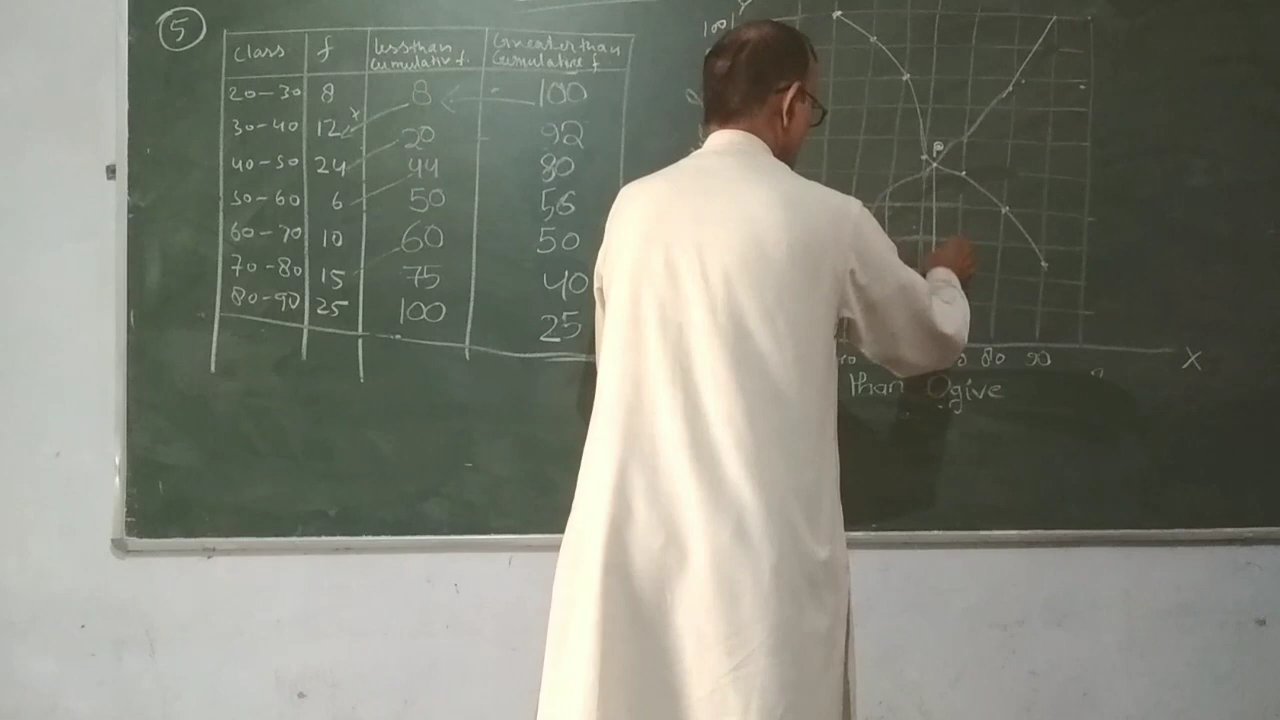 5
Class f less than Greater than
Cumulative f. Cumulative f
20-30 8 8 100
30-40 12 20 92
40-50 24 44 80
50-60 6 50 56
60-70 10 60 50
70-80 15 75 40
80-90 25 100 25
100 Y
P
80 90 X
than Ogive